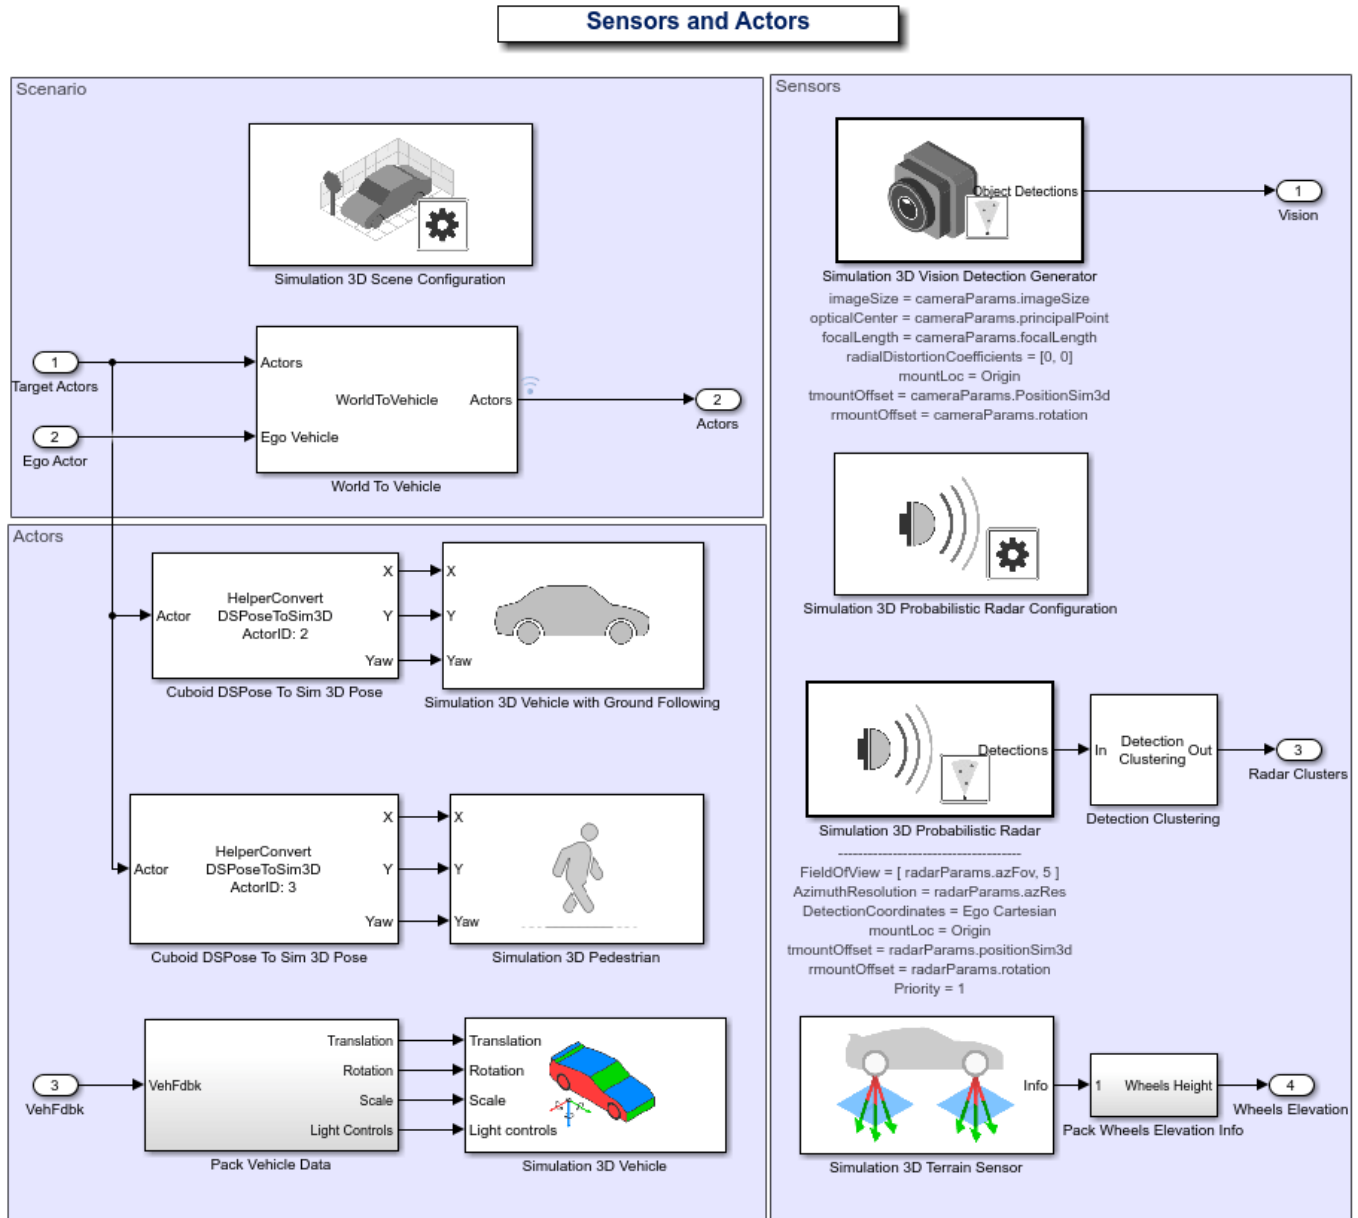 Sensors and Actors
Scenario
Simulation 3D Scene Configuration
1
Target Actors
2
Ego Actor
Actors
Ego Vehicle
WorldToVehicle
Actors
World To Vehicle
2
Actors
Actors
Actor
HelperConvert
DSPoseToSim3D
ActorID: 2
X
Y
Yaw
Cuboid DSPose To Sim 3D Pose
X
Y
Yaw
Simulation 3D Vehicle with Ground Following
Actor
HelperConvert
DSPoseToSim3D
ActorID: 3
X
Y
Yaw
Cuboid DSPose To Sim 3D Pose
X
Y
Yaw
Simulation 3D Pedestrian
3
VehFdbk
VehFdbk
Translation
Rotation
Scale
Light Controls
Pack Vehicle Data
Translation
Rotation
Scale
Light controls
Simulation 3D Vehicle
Sensors
Object Detections
Simulation 3D Vision Detection Generator
imageSize = cameraParams.imageSize
opticalCenter = cameraParams.principalPoint
focalLength = cameraParams.focalLength
radialDistortionCoefficients = [0, 0]
mountLoc = Origin
tmountOffset = cameraParams.PositionSim3d
rmountOffset = cameraParams.rotation
1
Vision
Simulation 3D Probabilistic Radar Configuration
Detections
Simulation 3D Probabilistic Radar
----------------------------------------
FieldOfView = [ radarParams.azFov, 5 ]
AzimuthResolution = radarParams.azRes
DetectionCoordinates = Ego Cartesian
mountLoc = Origin
tmountOffset = radarParams.positionSim3d
rmountOffset = radarParams.rotation
Priority = 1
In
Detection
Clustering
Out
Detection Clustering
3
Radar Clusters
Info
Simulation 3D Terrain Sensor
1
Wheels Height
Pack Wheels Elevation Info
4
Wheels Elevation